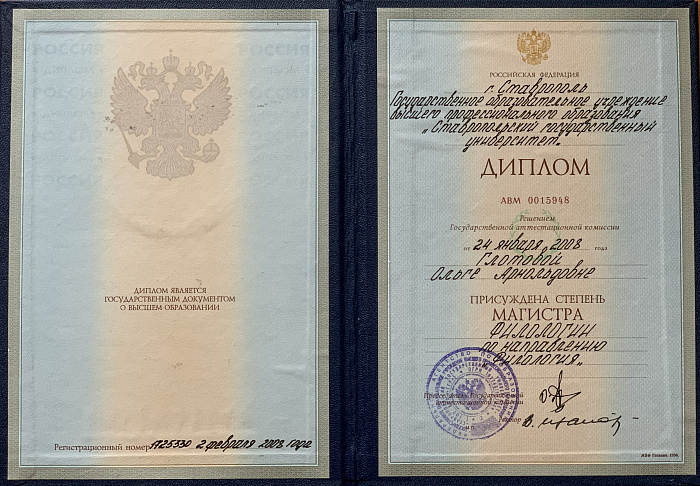 ДИПЛОМ ЯВЛЯЕТСЯ
ГОСУДАРСТВЕННЫМ ДОКУМЕНТОМ
О ВЫСШЕМ ОБРАЗОВАНИИ
Регистрационный номер А25330 2 февраля 2008 года
РОССИЙСКАЯ ФЕДЕРАЦИЯ
г. Ставрополь
Государственное образовательное учреждение
высшего профессионального образования
„Ставропольский государственный
университет"
ДИПЛОМ
АВМ 0015948
Решением
Государственной аттестационной комиссии
от 24 января 2008 года
Глотовой
Ольге Арнольдовне
ПРИСУЖДЕНА СТЕПЕНЬ
МАГИСТРА
ФИЛОЛОГИИ
по направлению
„Филология"
Председатель Государственной
аттестационной комиссии
Ректор
М.П.